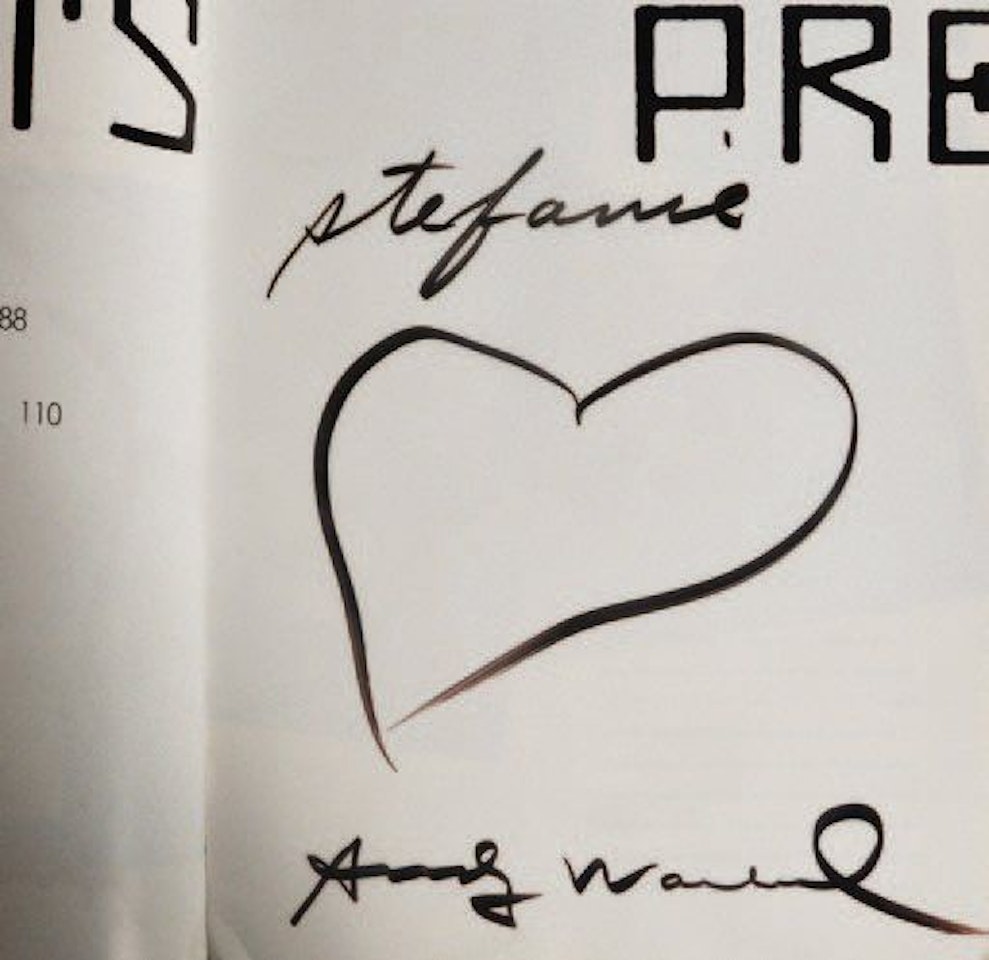 'S
88
110
PRE
stefanie
Andy Warhol